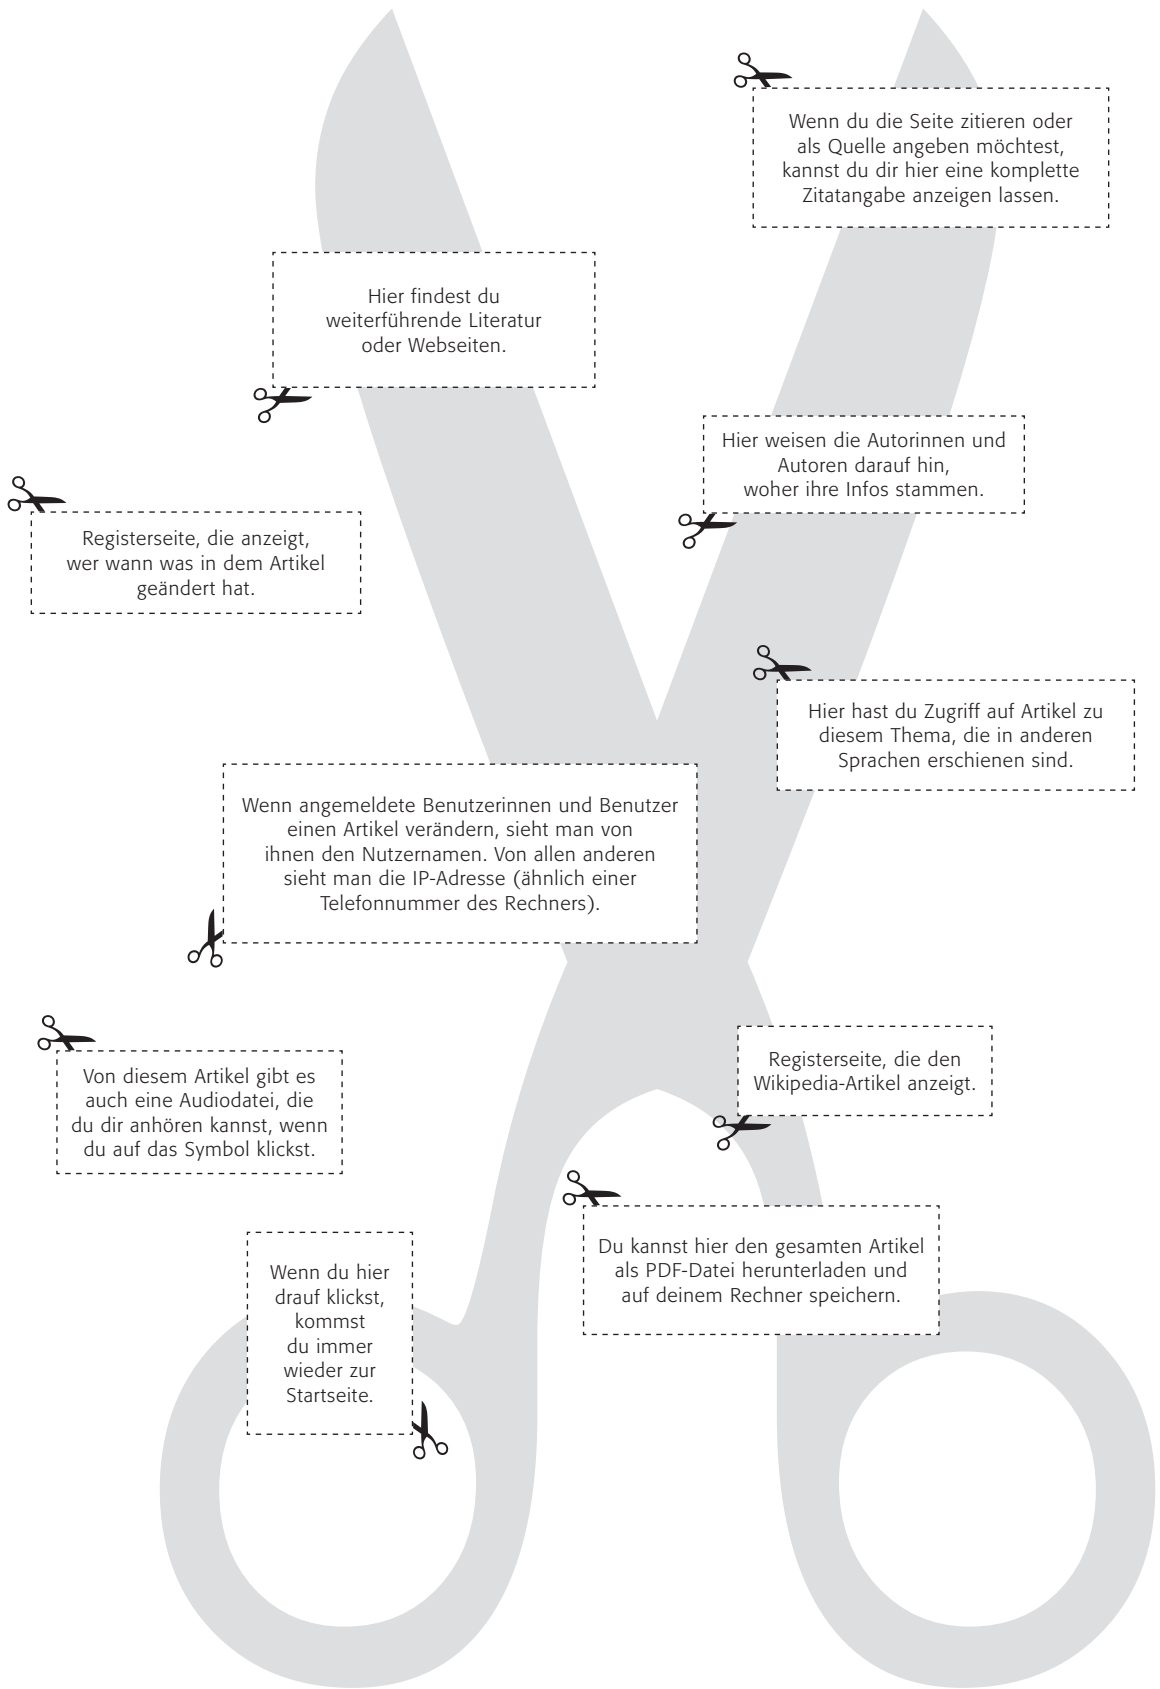 Wenn du die Seite zitieren oder
als Quelle angeben möchtest,
kannst du dir hier eine komplette
Zitatangabe anzeigen lassen.
Hier findest du
weiterführende Literatur
oder Webseiten.
Hier weisen die Autorinnen und
Autoren darauf hin,
woher ihre Infos stammen.
Registerseite, die anzeigt,
wer wann was in dem Artikel
geändert hat.
Hier hast du Zugriff auf Artikel zu
diesem Thema, die in anderen
Sprachen erschienen sind.
Wenn angemeldete Benutzerinnen und Benutzer
einen Artikel verändern, sieht man von
ihnen den Nutzernamen. Von allen anderen
sieht man die IP-Adresse (ähnlich einer
Telefonnummer des Rechners).
Von diesem Artikel gibt es
auch eine Audiodatei, die
du dir anhören kannst, wenn
du auf das Symbol klickst.
Registerseite, die den
Wikipedia-Artikel anzeigt.
Du kannst hier den gesamten Artikel
als PDF-Datei herunterladen und
auf deinem Rechner speichern.
Wenn du hier
drauf klickst,
kommst
du immer
wieder zur
Startseite.